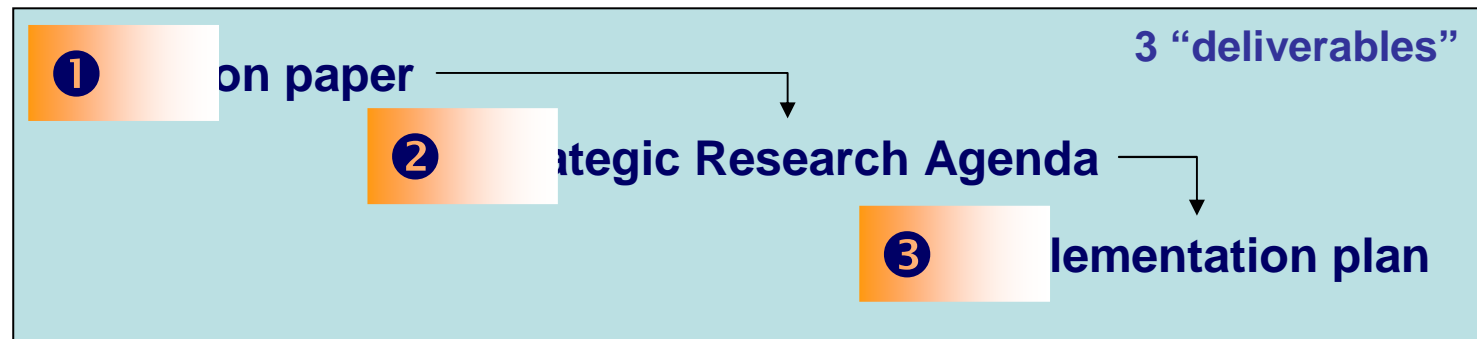 3 “deliverables”
❶ on paper
❷ ategic Research Agenda
❸ lementation plan